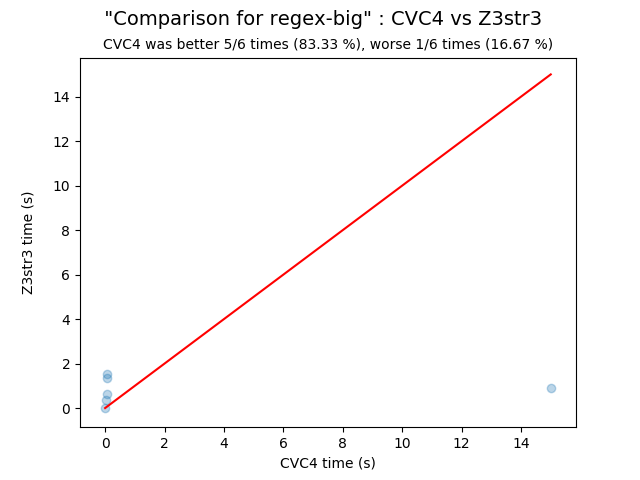 "Comparison for regex-big" : CVC4 vs Z3str3
CVC4 was better 5/6 times (83.33 %), worse 1/6 times (16.67 %)
14
12
10
8
6
4
2
0
Z3str3 time (s)
0 2 4 6 8 10 12 14
CVC4 time (s)